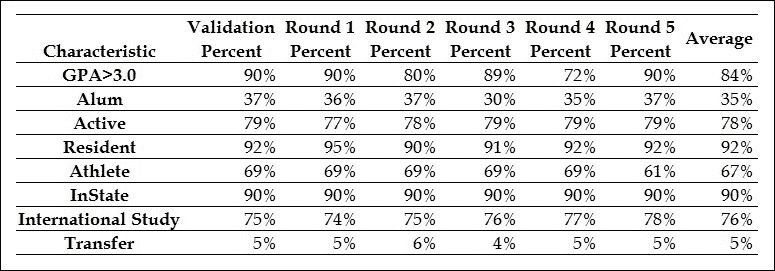 Validation Round 1 Round 2 Round 3 Round 4 Round 5
Characteristic Percent Percent Percent Percent Percent Percent Average
GPA>3.0 90% 90% 80% 89% 72% 90% 84%
Alum 37% 36% 37% 30% 35% 37% 35%
Active 79% 77% 78% 79% 79% 79% 78%
Resident 92% 95% 90% 91% 92% 92% 92%
Athlete 69% 69% 69% 69% 69% 61% 67%
InState 90% 90% 90% 90% 90% 90% 90%
International Study 75% 74% 75% 76% 77% 78% 76%
Transfer 5% 5% 6% 4% 5% 5% 5%